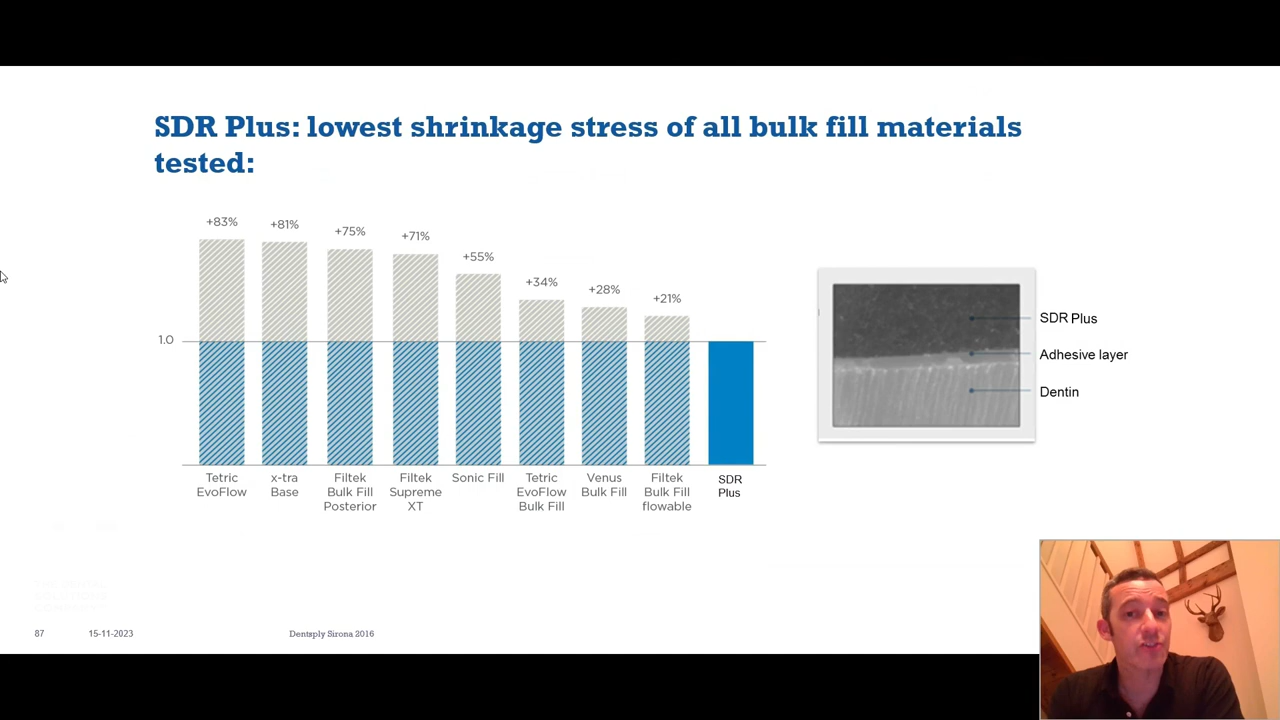 SDR Plus: lowest shrinkage stress of all bulk fill materials
tested:
+83%
+81%
+75%
+71%
+55%
+34%
+28%
+21%
1.0
Tetric
EvoFlow
x-tra
Base
Filtek
Bulk Fill
Posterior
Filtek
Supreme
XT
Sonic Fill
Tetric
EvoFlow
Bulk Fill
Venus
Bulk Fill
Filtek
Bulk Fill
flowable
SDR
Plus
SDR Plus
Adhesive layer
Dentin
87
15-11-2023
Dentsply Sirona 2016